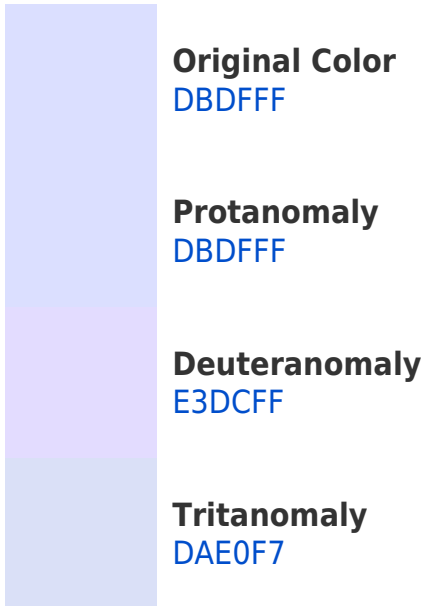 Original Color
DBDFFF
Protanomaly
DBDFFF
Deuteranomaly
E3DCFF
Tritanomaly
DAE0F7